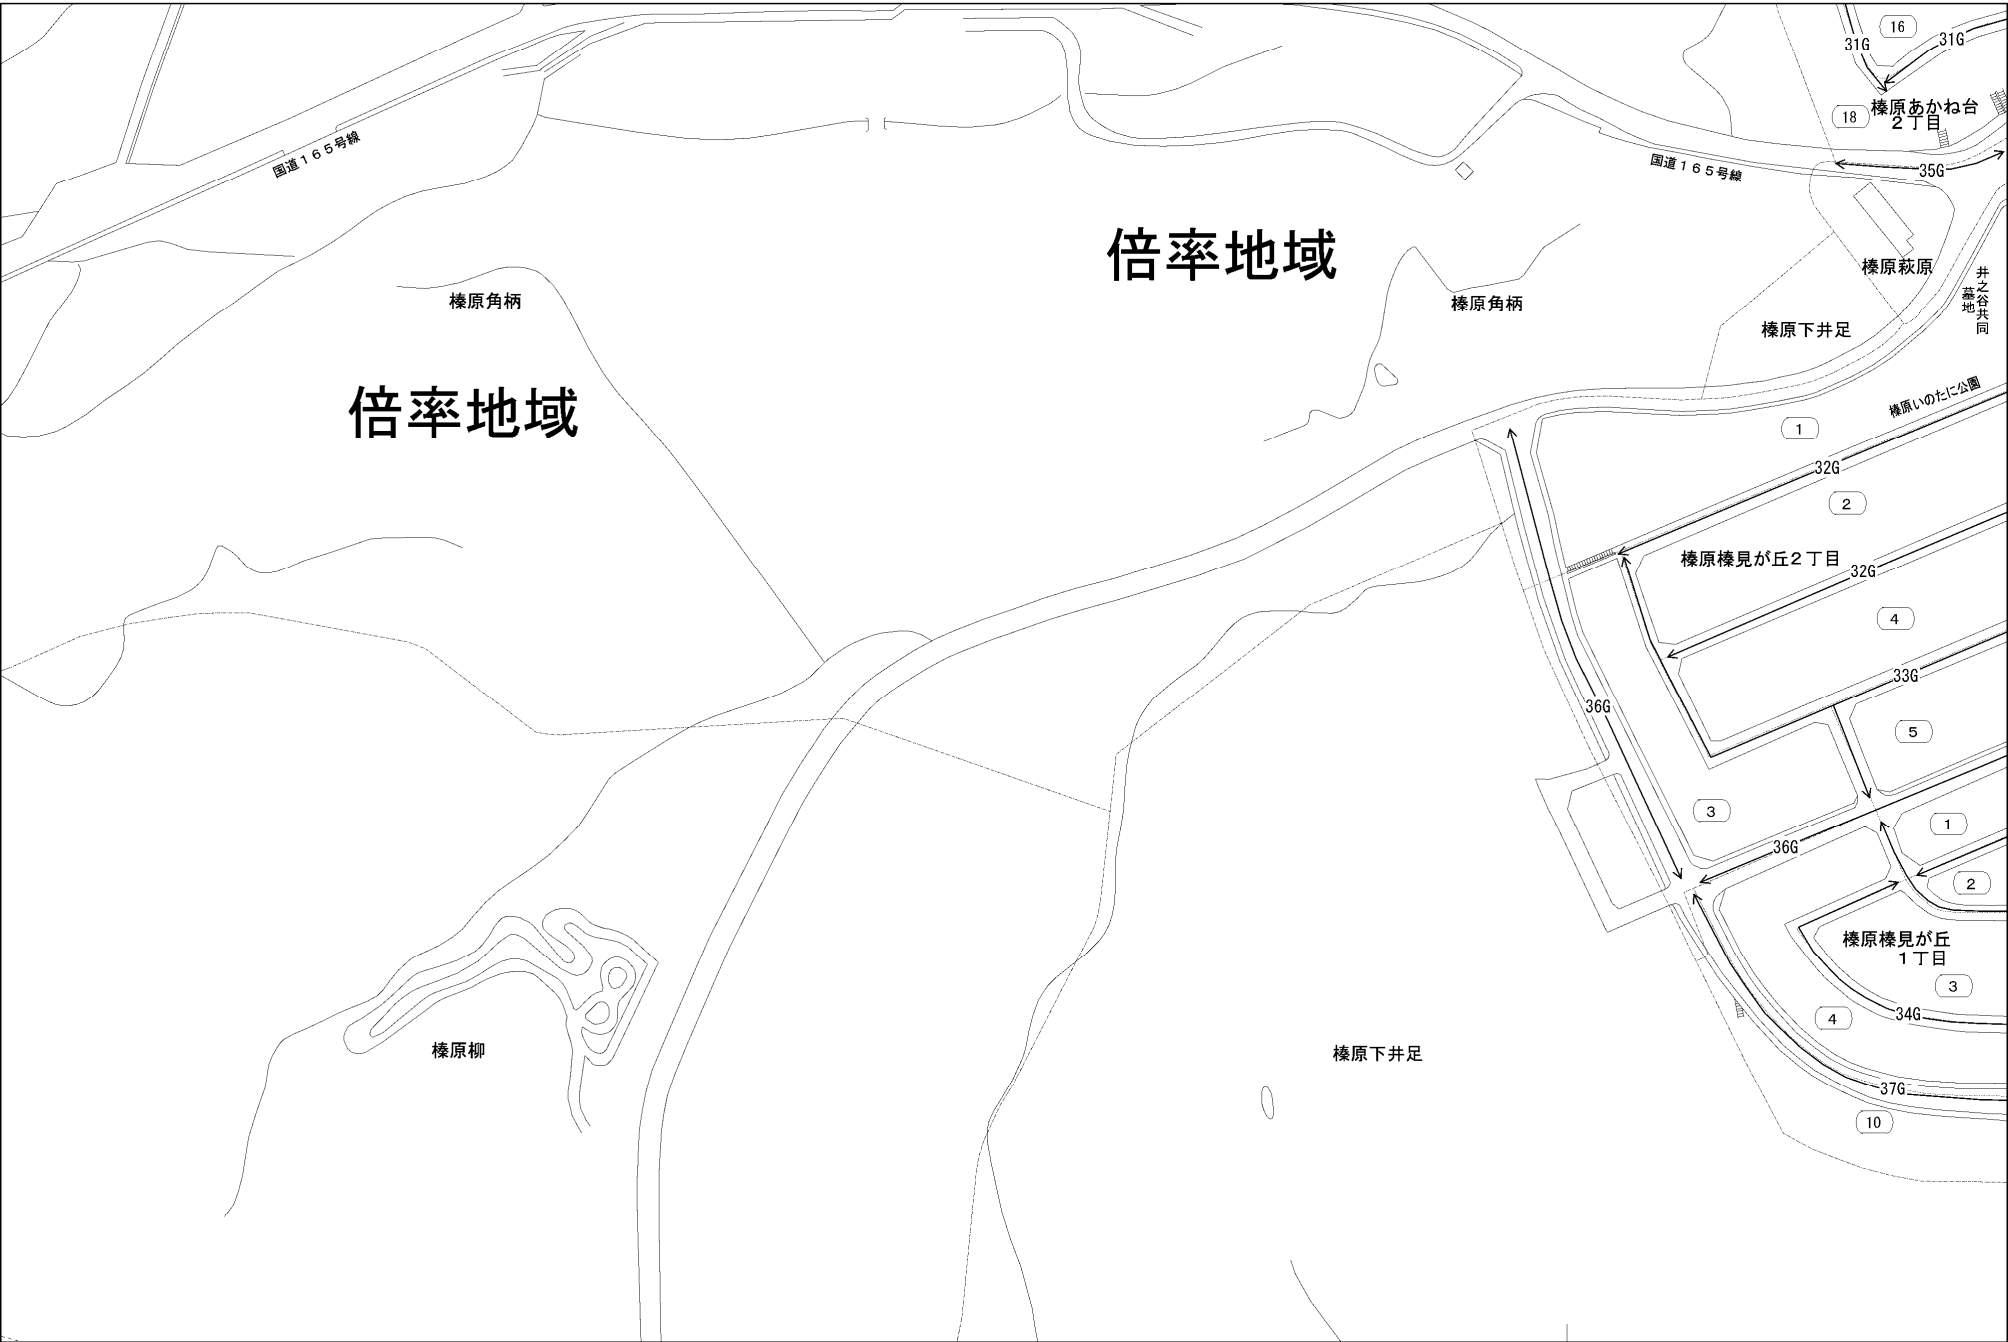 16
31G
31G
榛原あかね台
２丁目
18
国道１６５号線
国道１６５号線
35G
倍率地域
榛原萩原
井之谷共同
墓地
榛原角柄
榛原角柄
榛原下井足
倍率地域
榛原いのたに公園
1
32G
2
榛原榛見が丘２丁目
32G
4
33G
36G
5
3
1
36G
2
榛原榛見が丘
１丁目
3
34G
4
榛原柳
榛原下井足
37G
10